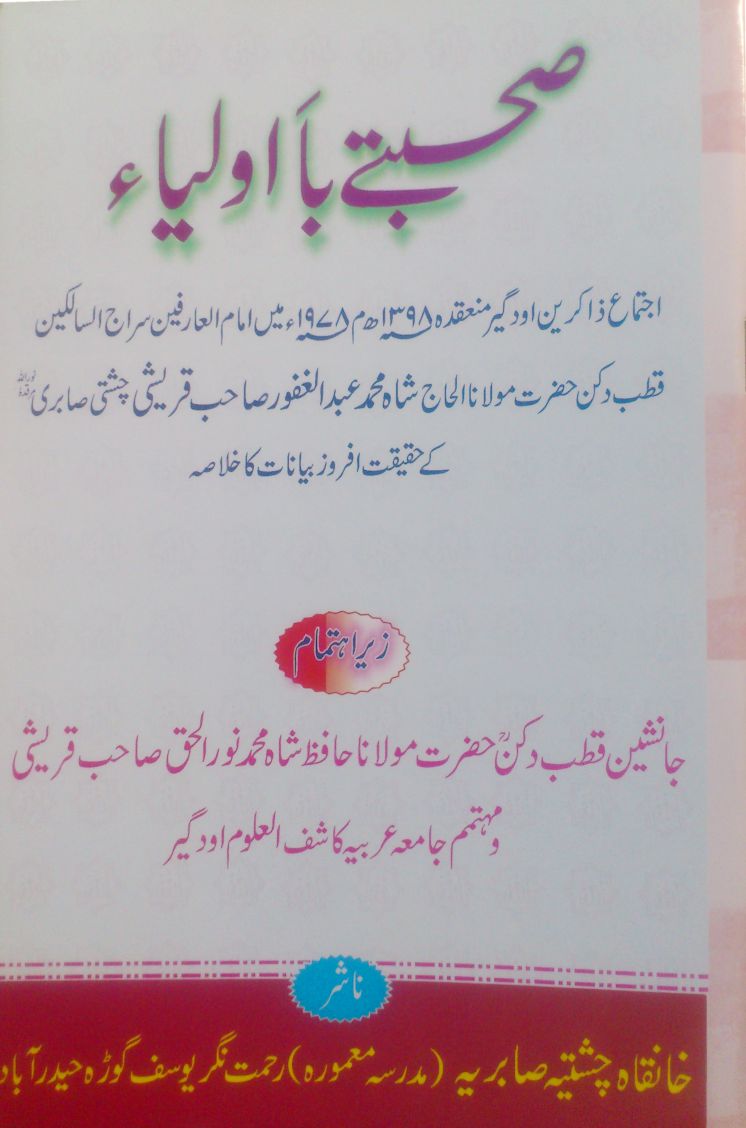 صحبتے باَ اولیاء
اجتماع ذاکرین اودگیر منعقدہ ۱۳۹۸ھ م ۱۹۷۸ء میں امام العارفین سراج السالکین
قطب دکن حضرت مولانا الحاج شاہ محمد عبدالغفور صاحب قریشی چشتی صابری نور اللہ مرقدہٗ
کے حقیقت افروز بیانات کا خلاصہ
زیر اہتمام
جانشین قطب دکنؒ حضرت مولانا حافظ شاہ محمد نور الحق صاحب قریشی
و مہتمم جامعہ عربیہ کاشف العلوم اودگیر
ناشر
خانقاہ چشتیہ صابریہ (مدرسہ معمورہ) رحمت نگر یوسف گوڑہ حیدرآباد